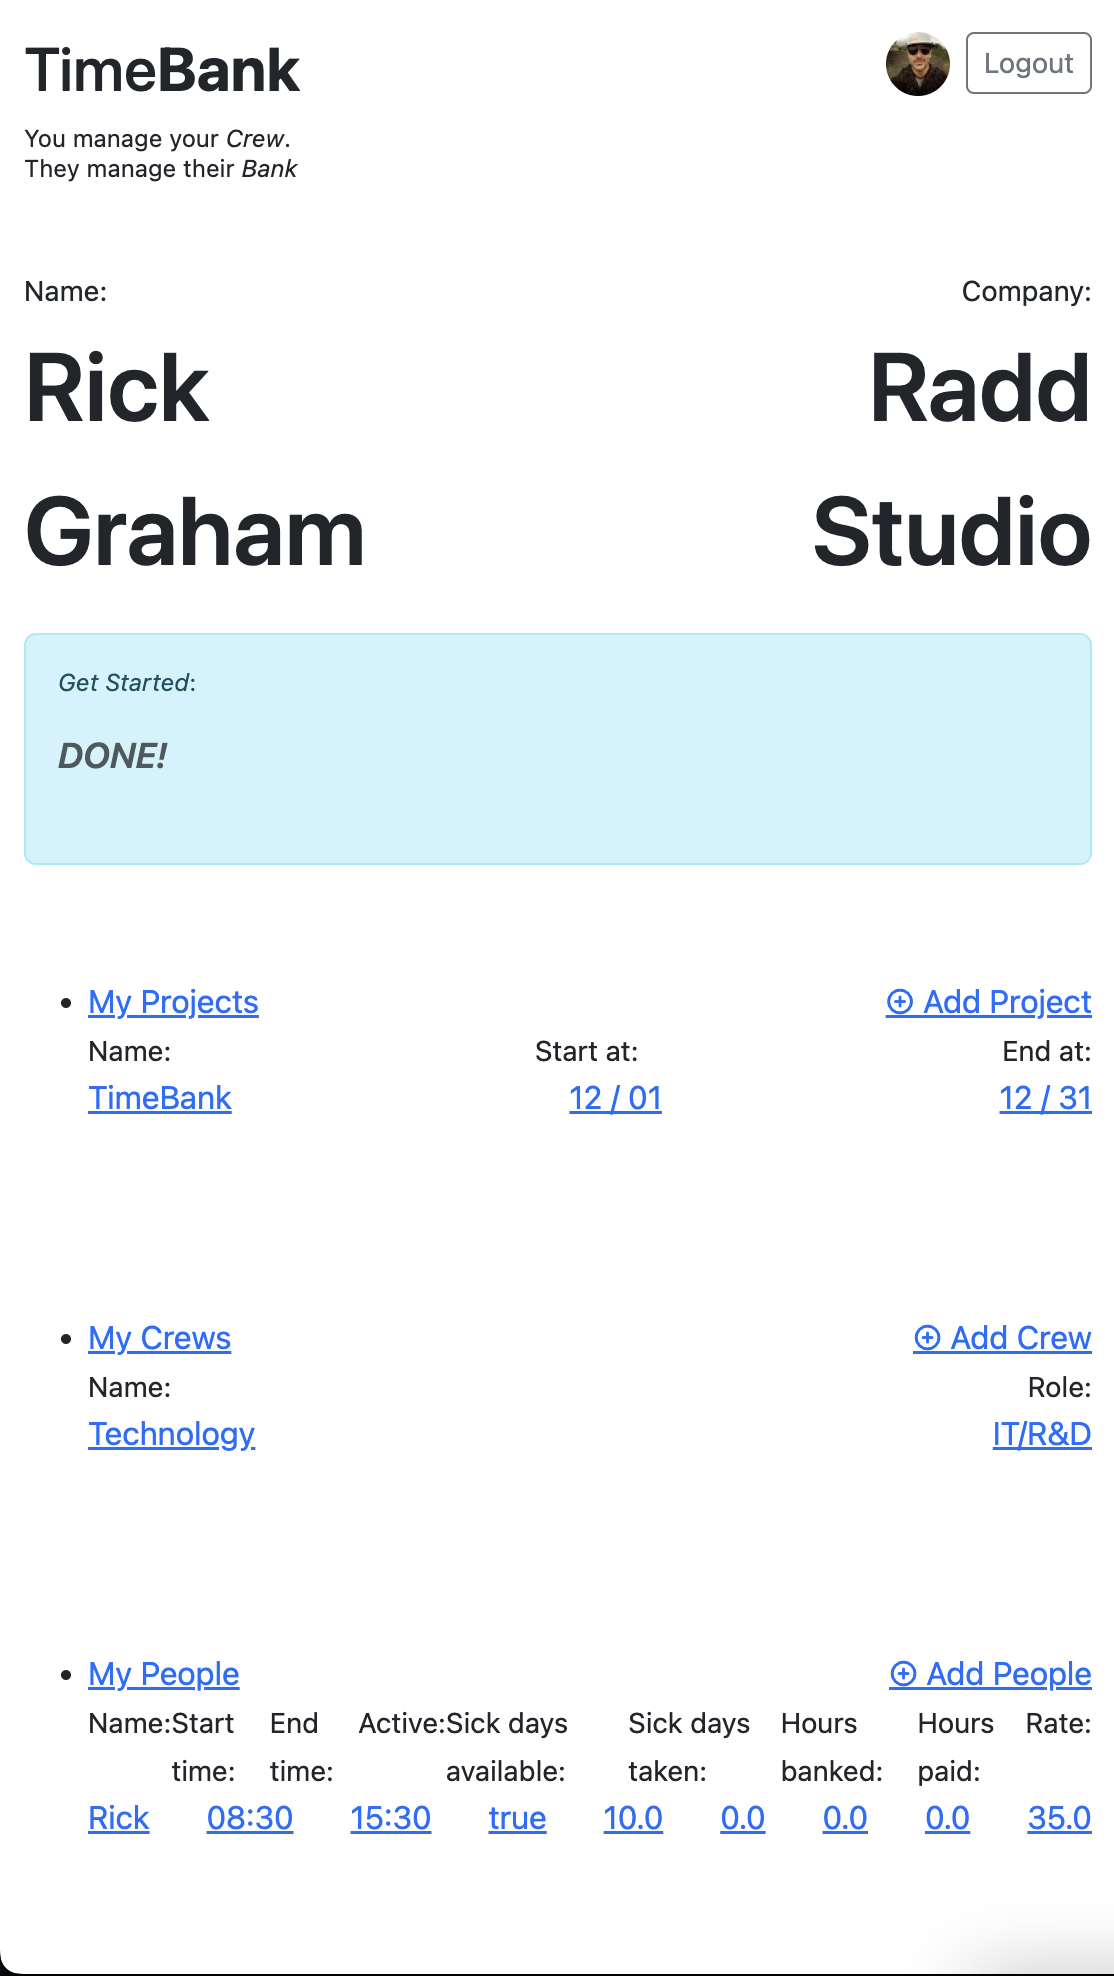 TimeBank
Logout
You manage your Crew.
They manage their Bank
Name:
Company:
Rick
Radd
Graham
Studio
Get Started:
DONE!
My Projects
Add Project
Name: Start at: End at:
TimeBank 12 / 01 12 / 31
My Crews
Add Crew
Name: Role:
Technology IT/R&D
My People
Add People
Name: Start time: End time: Active: Sick days available: Sick days taken: Hours banked: Hours paid: Rate:
Rick 08:30 15:30 true 10.0 0.0 0.0 0.0 35.0